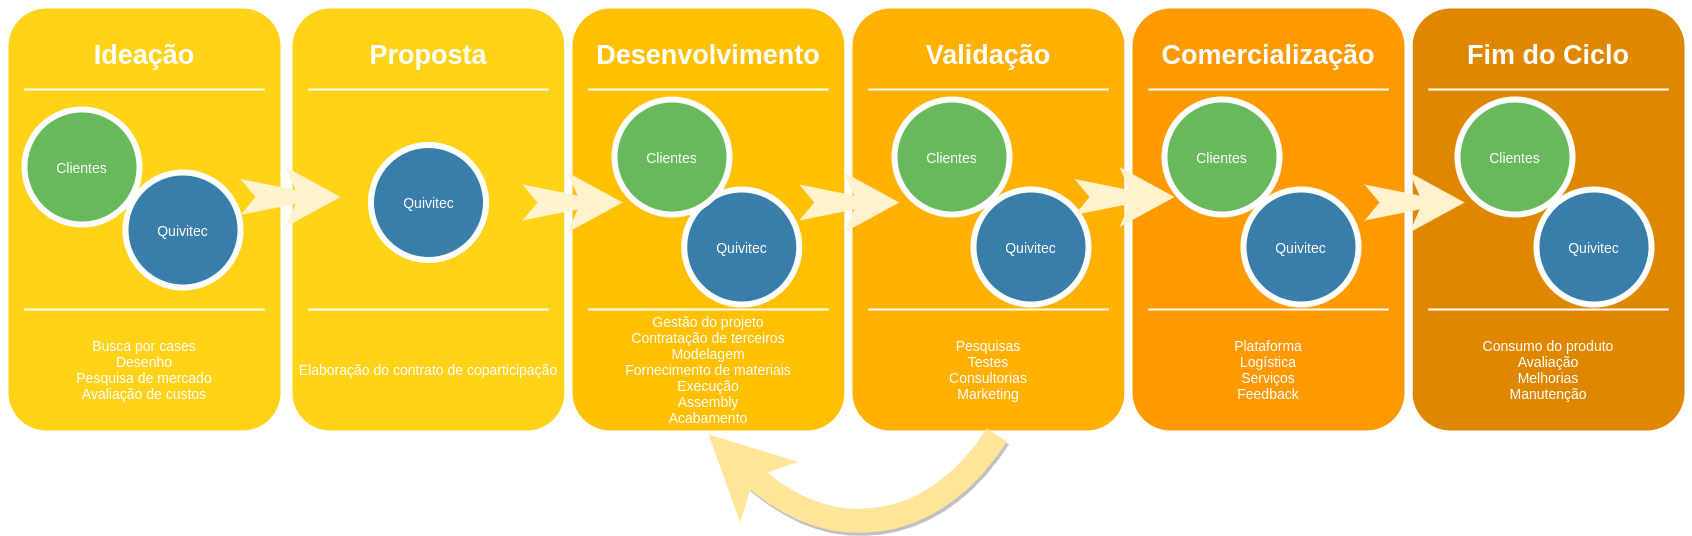 Ideação
Clientes
Quivitec
Busca por cases
Desenho
Pesquisa de mercado
Avaliação de custos
Proposta
Quivitec
Elaboração do contrato de coparticipação
Desenvolvimento
Clientes
Quivitec
Gestão do projeto
Contratação de terceiros
Modelagem
Fornecimento de materiais
Execução
Assembly
Acabamento
Validação
Clientes
Quivitec
Pesquisas
Testes
Consultorias
Marketing
Comercialização
Clientes
Quivitec
Plataforma
Logística
Serviços
Feedback
Fim do Ciclo
Clientes
Quivitec
Consumo do produto
Avaliação
Melhorias
Manutenção